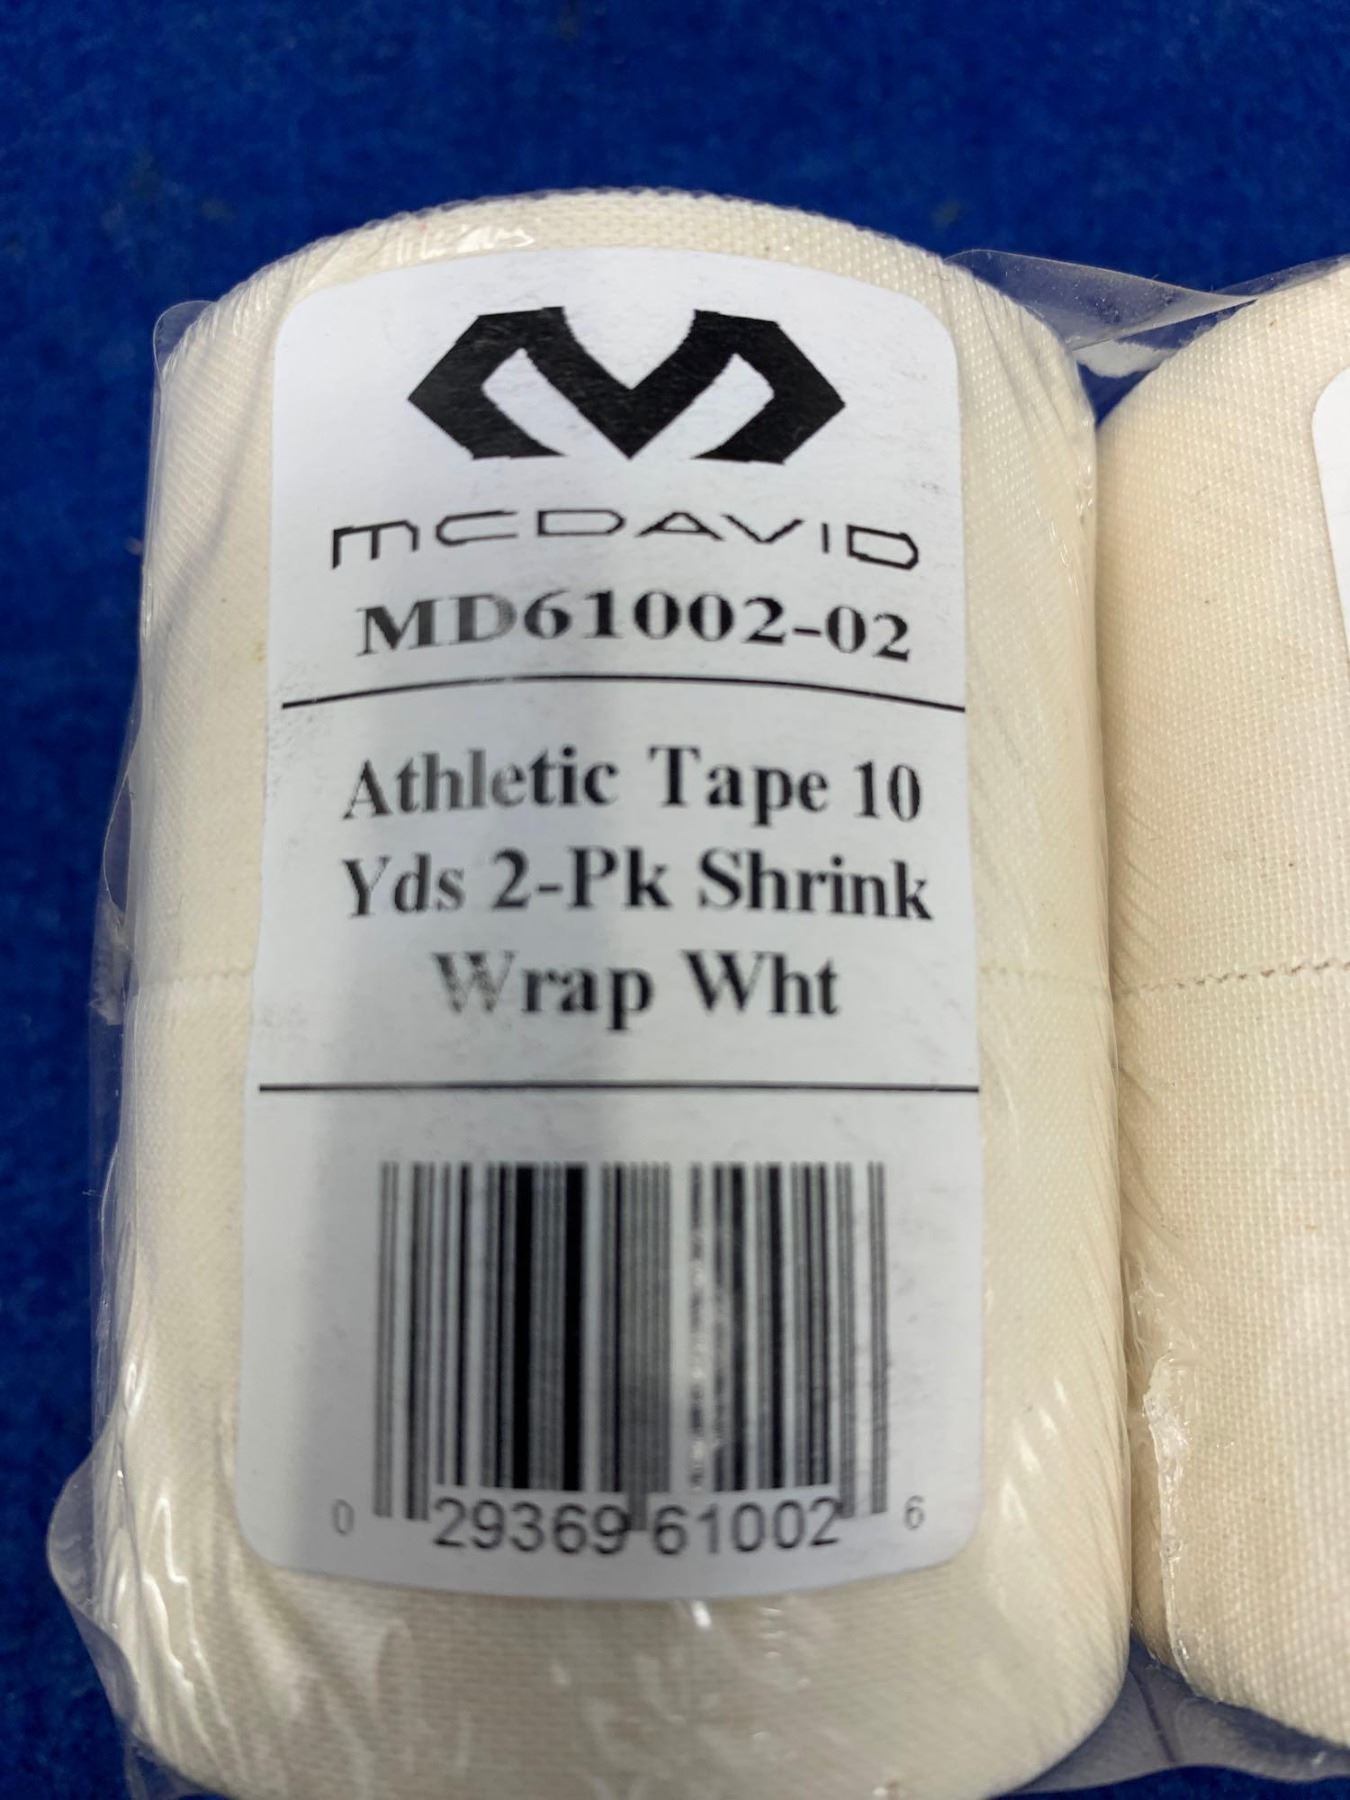 MCDAVID
MD61002-02
Athletic Tape 10
Yds 2-Pk Shrink
Wrap Wht
0 29369 61002 6